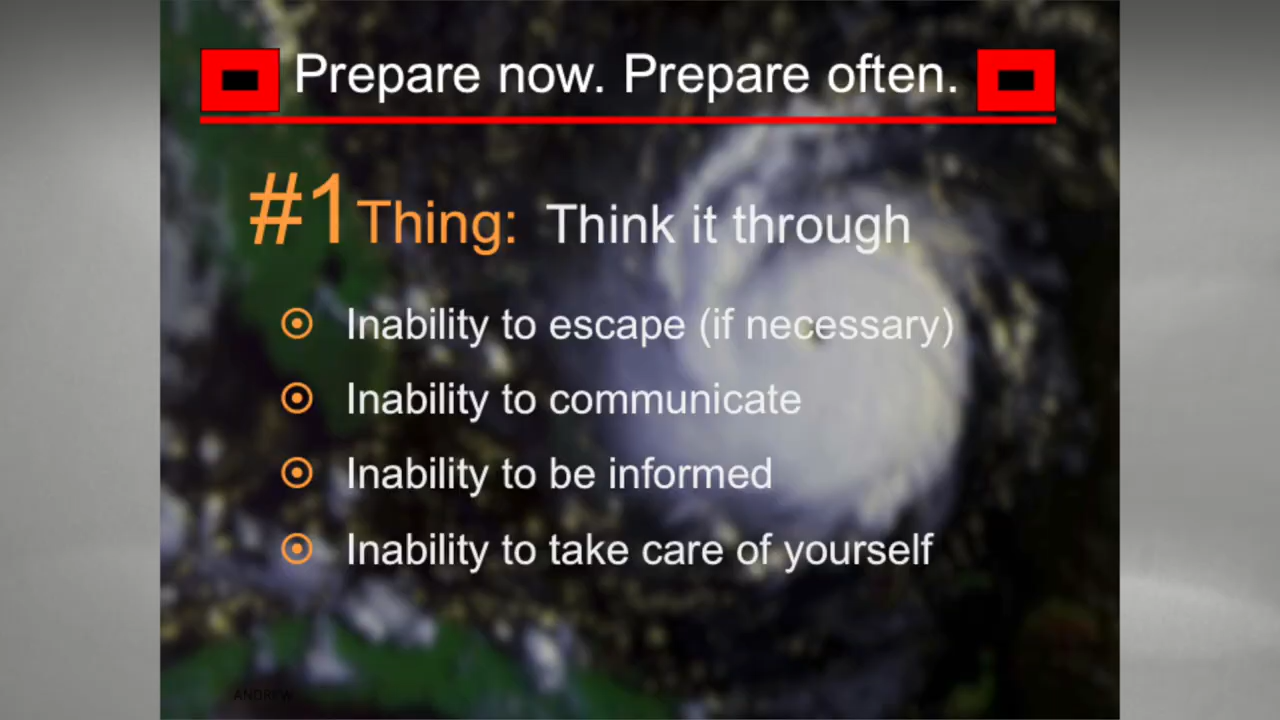 Prepare now. Prepare often.
#1 Thing: Think it through
Inability to escape (if necessary)
Inability to communicate
Inability to be informed
Inability to take care of yourself
ANDREW